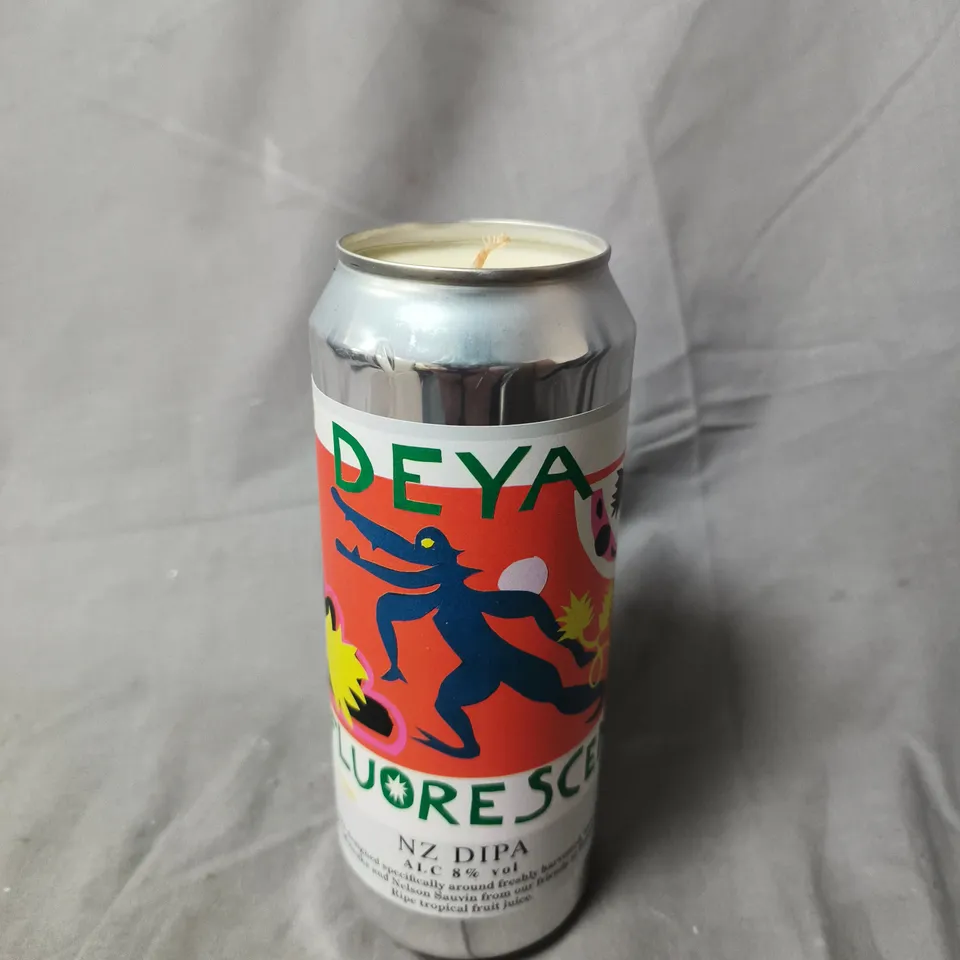 DEYA
LUORESCE
NZ DIPA
ALC 8% vol
specifically around freshly
and Nelson Sauvin from our friends
Ripe tropical fruit juice.